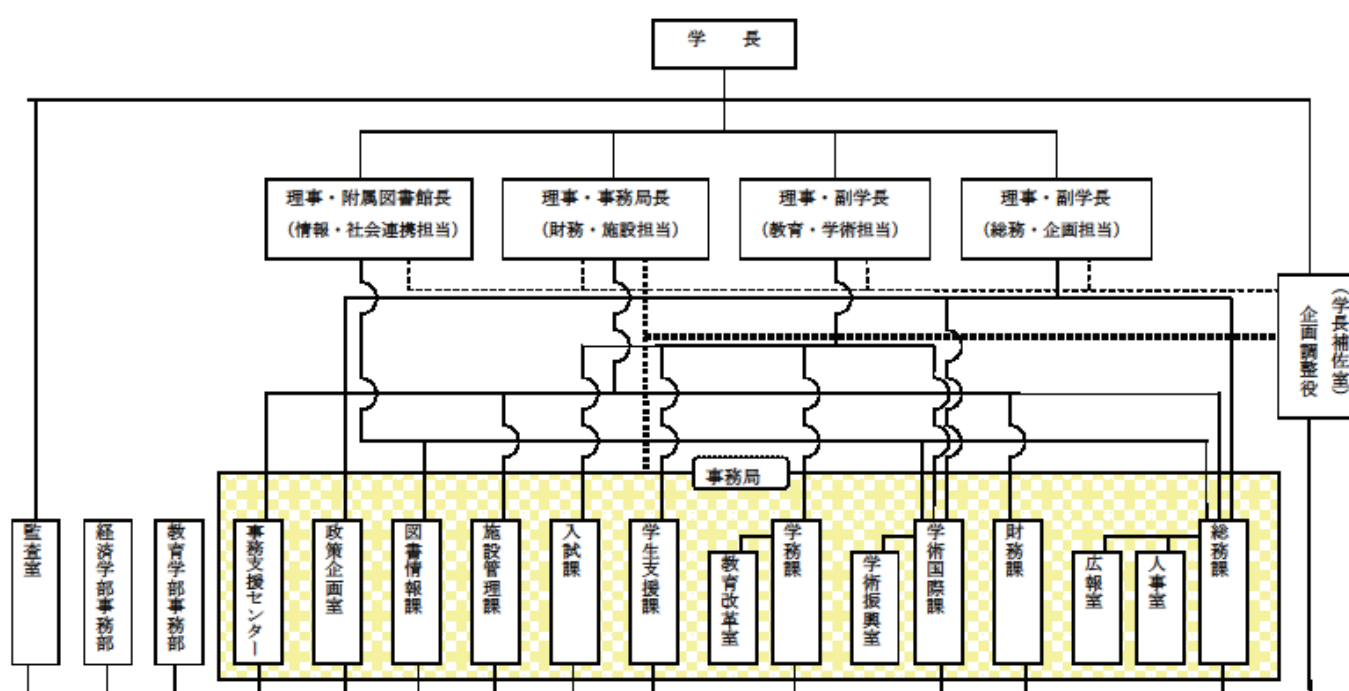 学　長
理事・附属図書館長
（情報・社会連携担当）
理事・事務局長
（財務・施設担当）
理事・副学長
（教育・学術担当）
理事・副学長
（総務・企画担当）
（学長補佐室）
企画調整役
事務局
監査室
経済学部事務部
教育学部事務部
事務支援センター
政策企画室
図書情報課
施設管理課
入試課
学生支援課
学務課
教育改革室
学術国際課
学術振興室
財務課
総務課
人事室
広報室